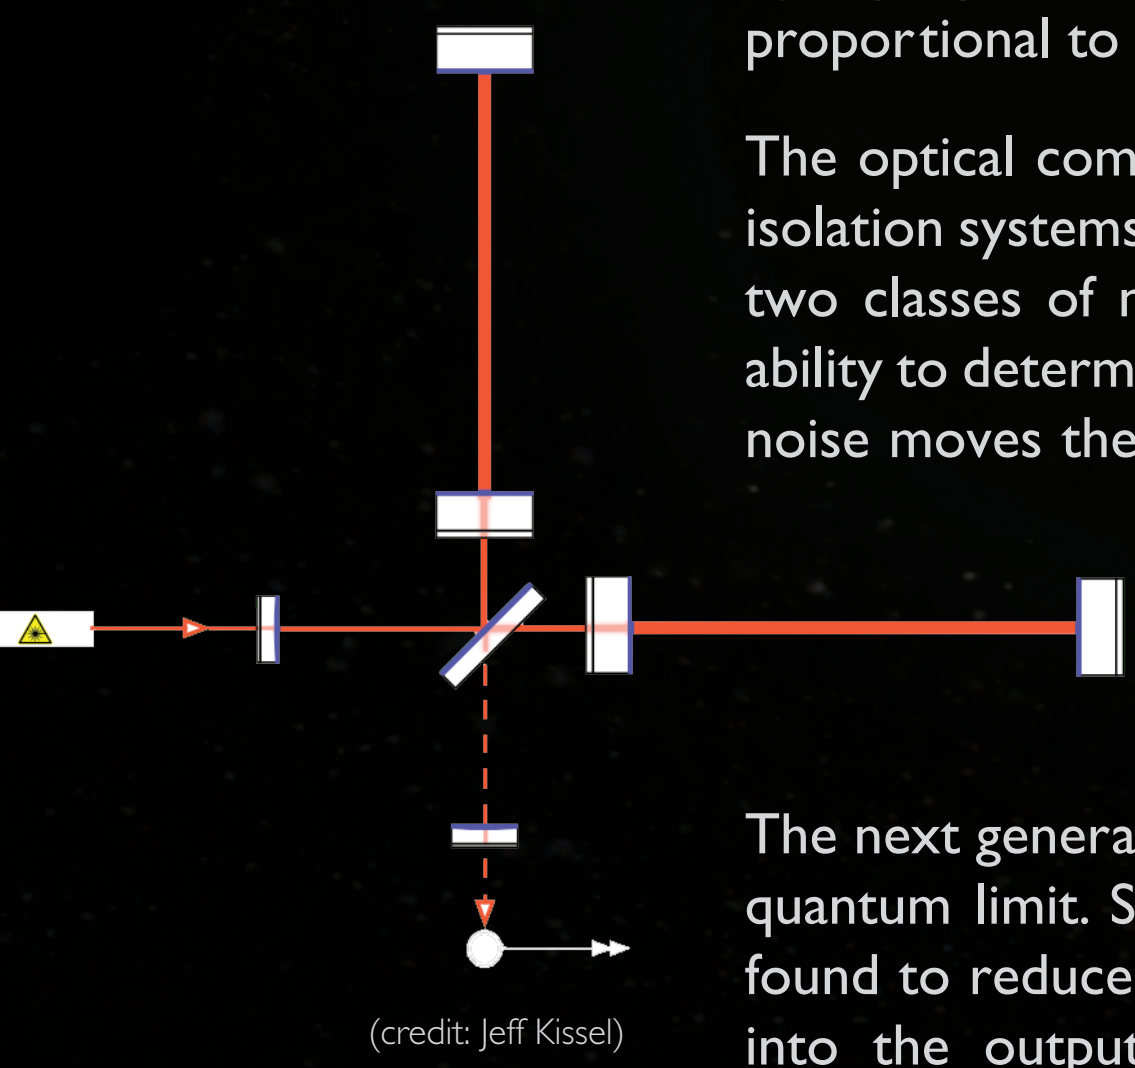 proportional to
The optical com
isolation systems
two classes of
ability to determ
noise moves the
The next genera
quantum limit. S
found to reduce
into the output
(credit: Jeff Kissel)